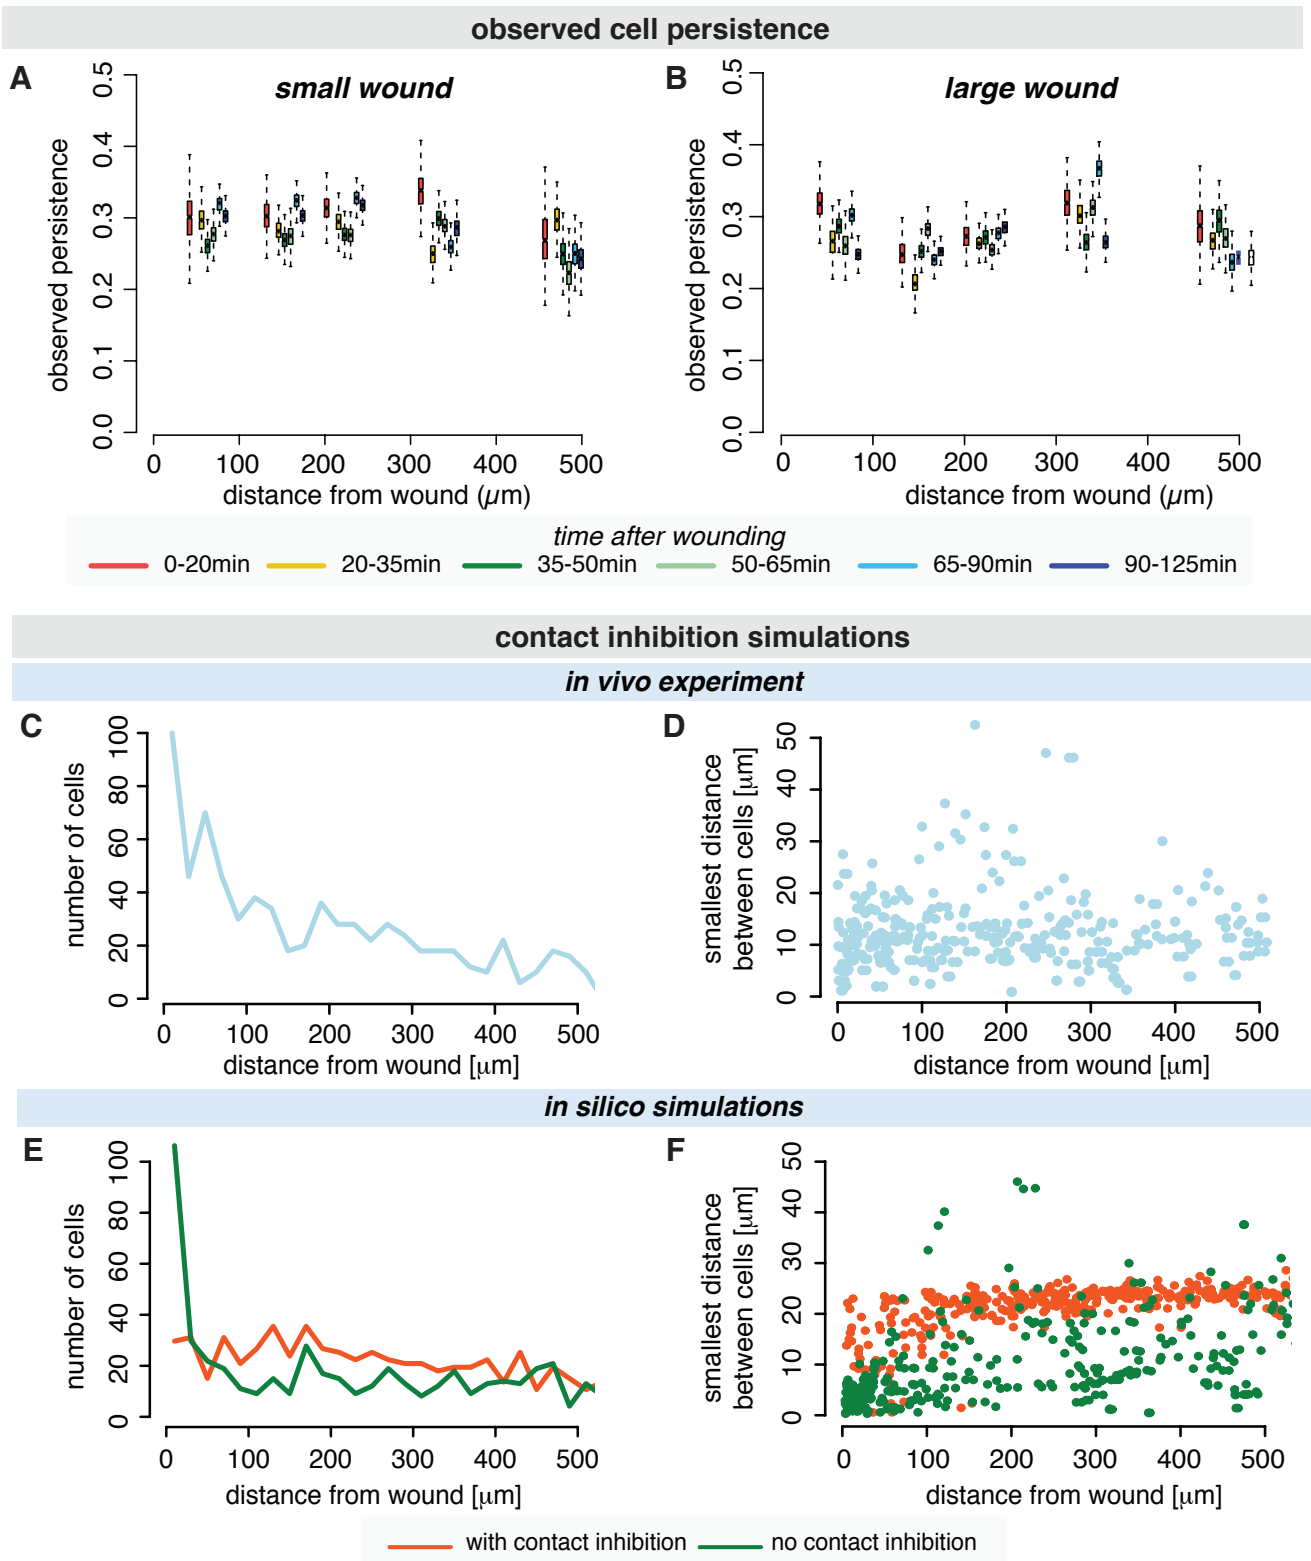 observed cell persistence
A
small wound
observed persistence
0.0 0.1 0.2 0.3 0.4 0.5
0 100 200 300 400 500
distance from wound (µm)
B
large wound
observed persistence
0.0 0.1 0.2 0.3 0.4 0.5
0 100 200 300 400 500
distance from wound (µm)
time after wounding
0-20min 20-35min 35-50min 50-65min 65-90min 90-125min
contact inhibition simulations
in vivo experiment
C
number of cells
0 20 40 60 80 100
0 100 200 300 400 500
distance from wound [µm]
D
smallest distance
between cells [µm]
0 10 20 30 40 50
0 100 200 300 400 500
distance from wound [µm]
in silico simulations
E
number of cells
0 20 40 60 80 100
0 100 200 300 400 500
distance from wound [µm]
F
smallest distance
between cells [µm]
0 10 20 30 40 50
0 100 200 300 400 500
distance from wound [µm]
with contact inhibition no contact inhibition